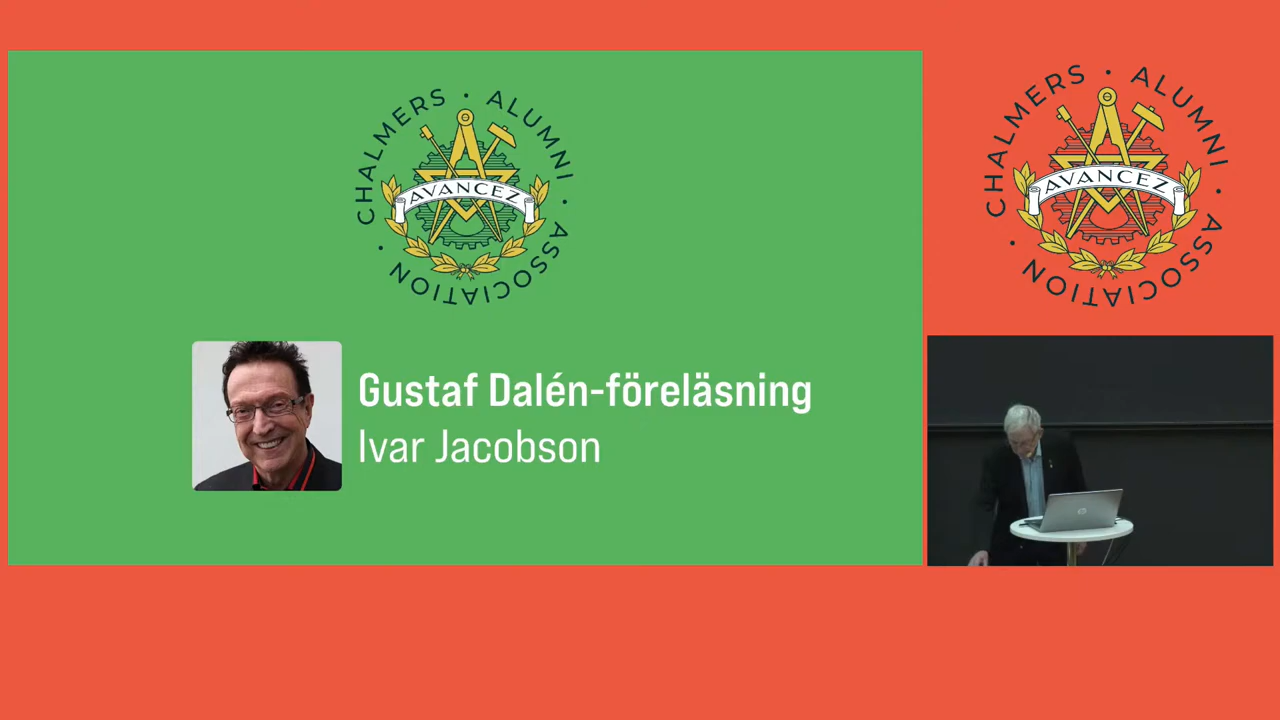 CHALMERS · ALUMNI · ASSOCIATION ·
AVANCEZ
Gustaf Dalén-föreläsning
Ivar Jacobson
CHALMERS · ALUMNI · ASSOCIATION ·
AVANCEZ